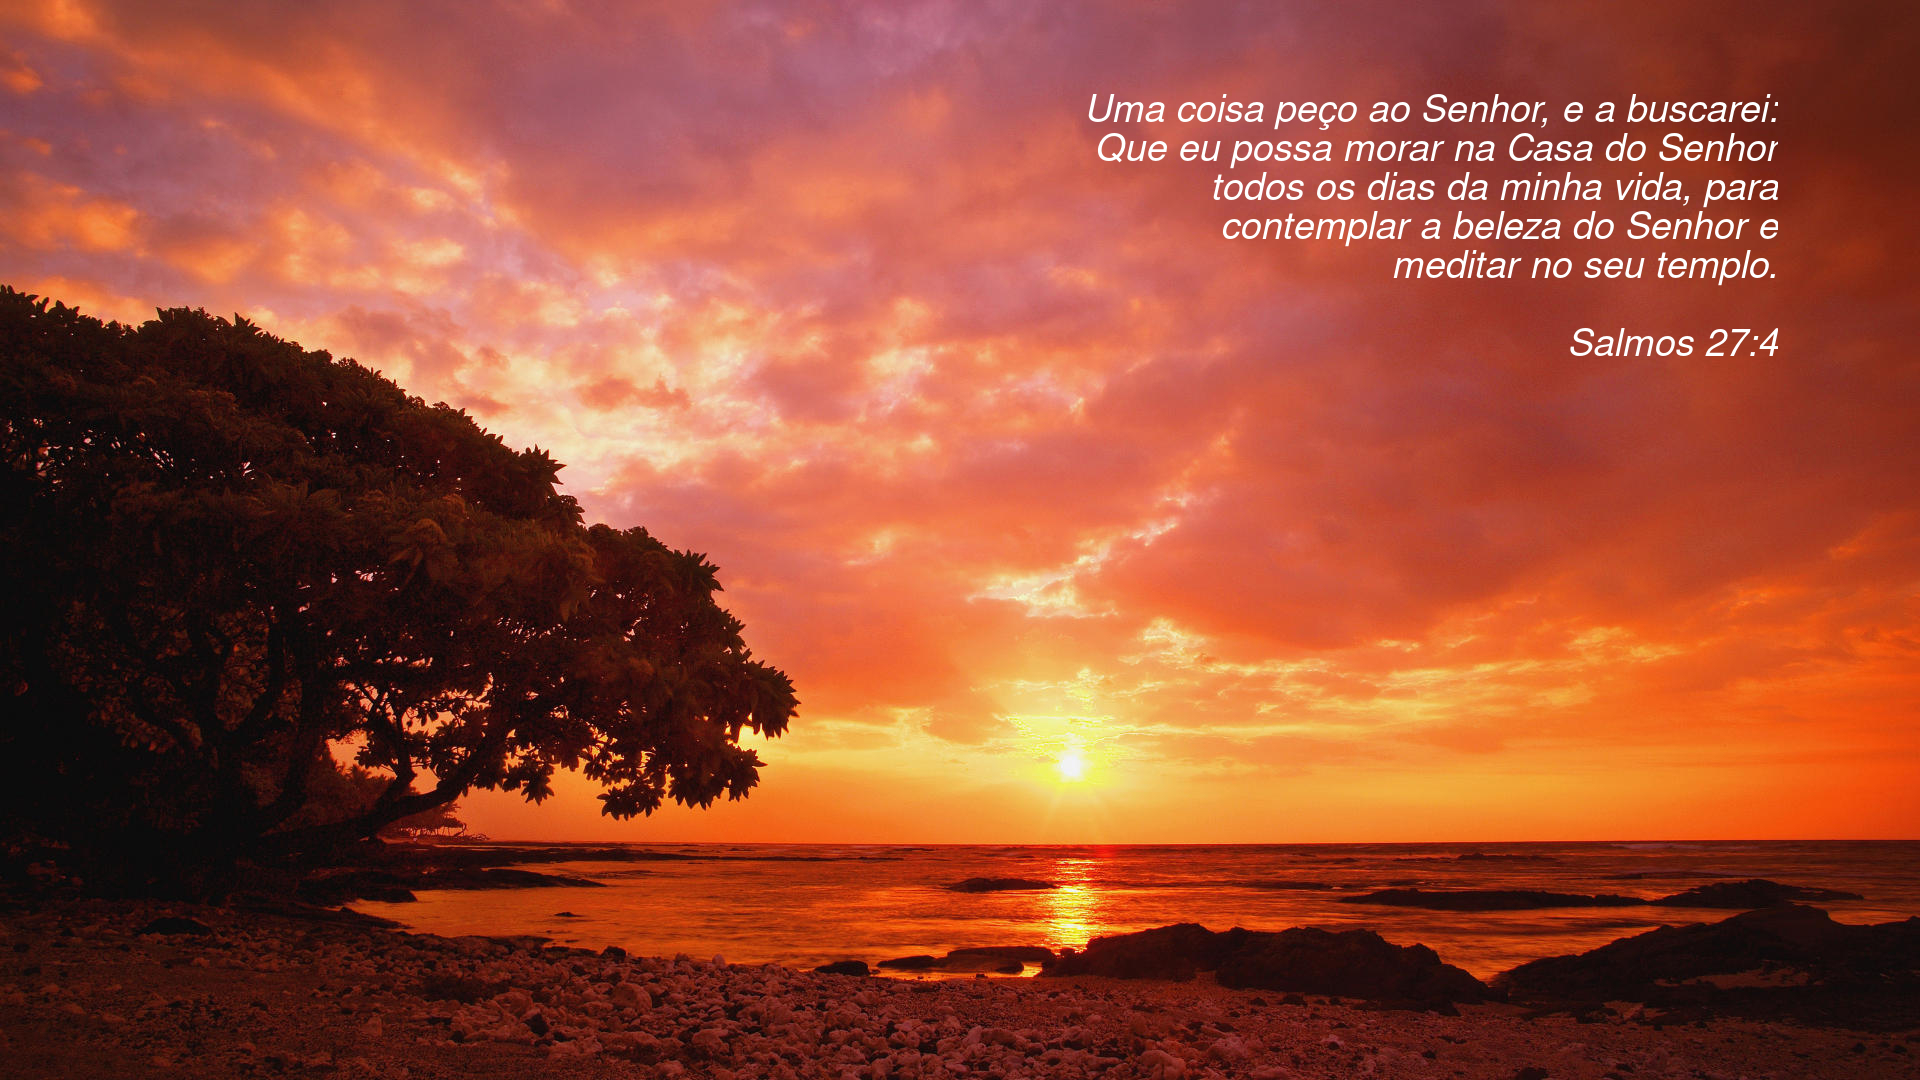 Uma coisa peço ao Senhor, e a buscarei:
Que eu possa morar na Casa do Senhor
todos os dias da minha vida, para
contemplar a beleza do Senhor e
meditar no seu templo.
Salmos 27:4